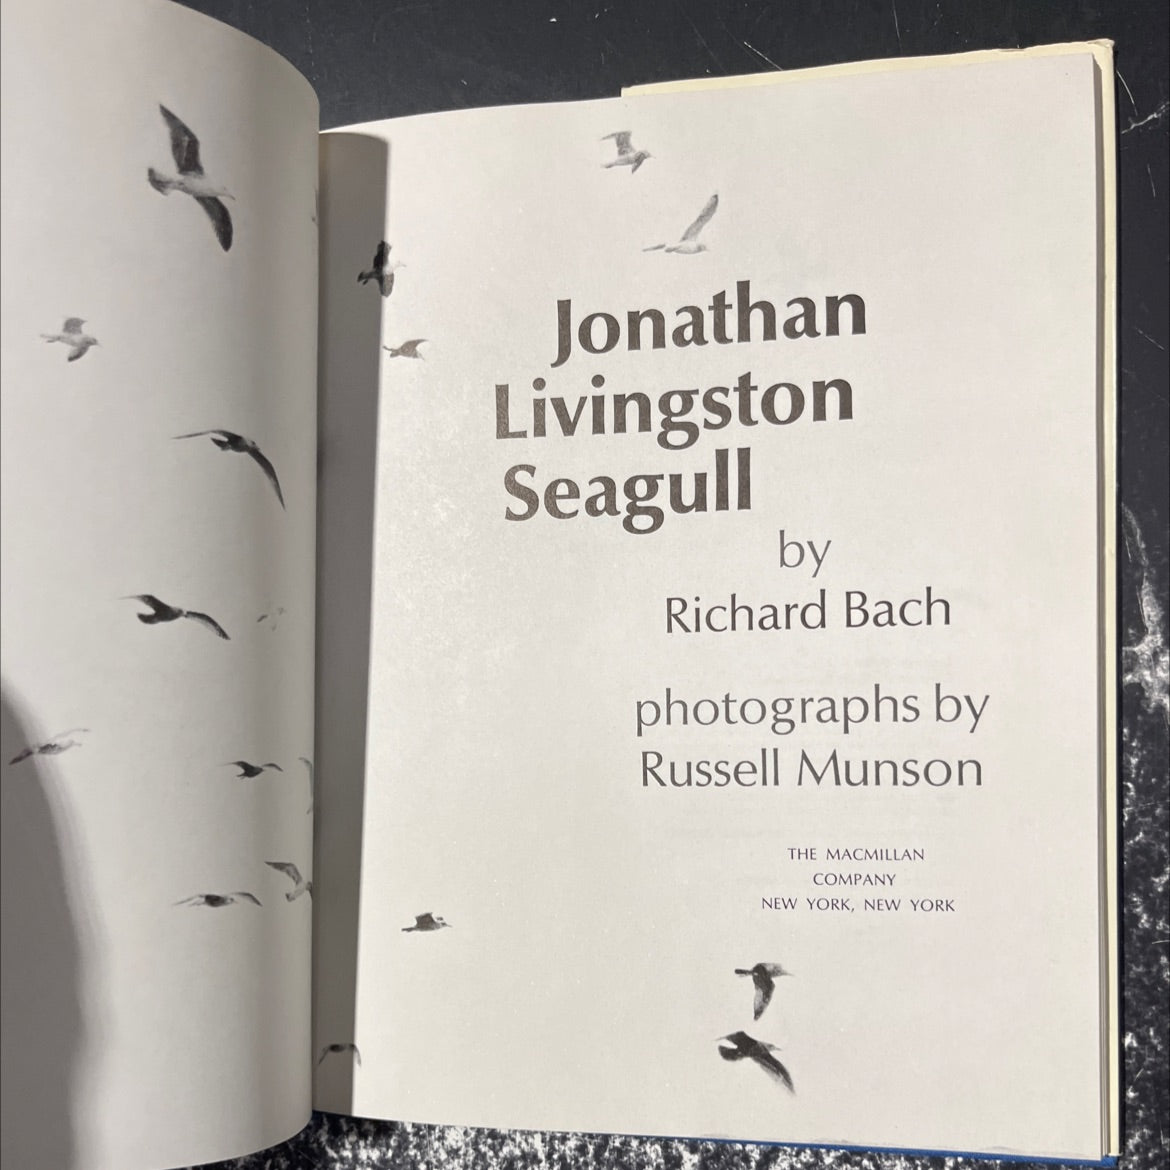 Jonathan
Livingston
Seagull
by
Richard Bach
photographs by
Russell Munson
THE MACMILLAN
COMPANY
NEW YORK, NEW YORK